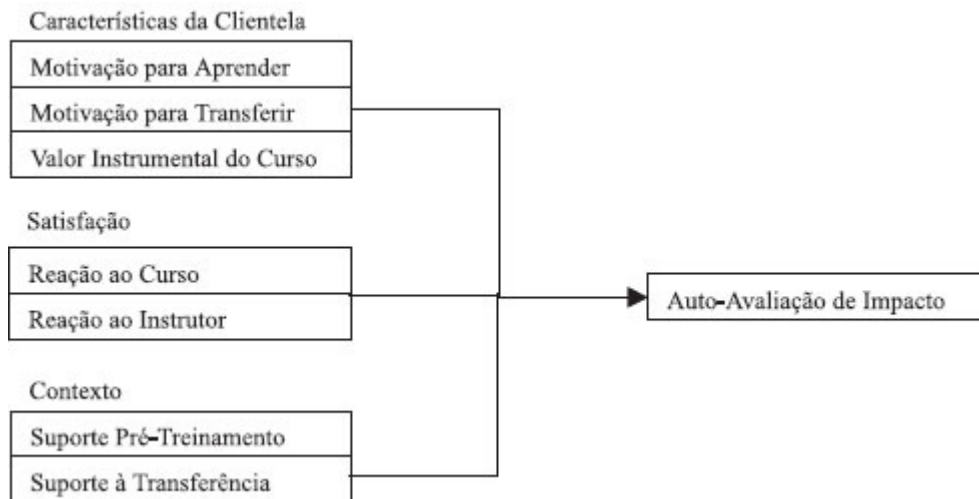 Características da Clientela
Motivação para Aprender
Motivação para Transferir
Valor Instrumental do Curso
Satisfação
Reação ao Curso
Reação ao Instrutor
Auto-Avaliação de Impacto
Contexto
Suporte Pré-Treinamento
Suporte à Transferência